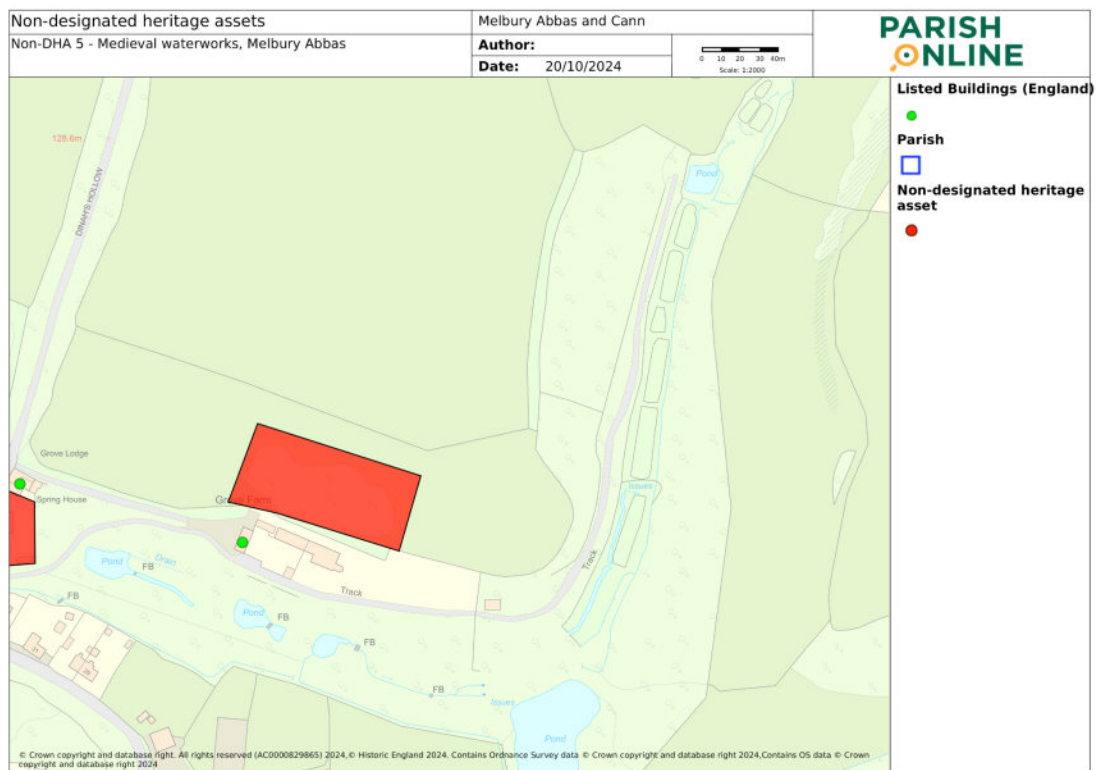 Non-designated heritage assets
Non-DHA 5 - Medieval waterworks, Melbury Abbas
Melbury Abbas and Cann
Author:
Date: 20/10/2024
0 10 20 30 40m
Scale: 1:2000
PARISH
ONLINE
Listed Buildings (England)
Parish
Non-designated heritage
asset
128.6m
DINAH'S HOLLOW
Pond
Grove Lodge
Spring House
Grove Farm
Issues
Track
Pond
Drain
FB
Track
FB
Pond
FB
FB
FB
Issues
Pond
© Crown copyright and database right. All rights reserved (AC0000829865) 2024,© Historic England 2024. Contains Ordnance Survey data © Crown copyright and database right 2024,Contains OS data © Crown
copyright and database right 2024